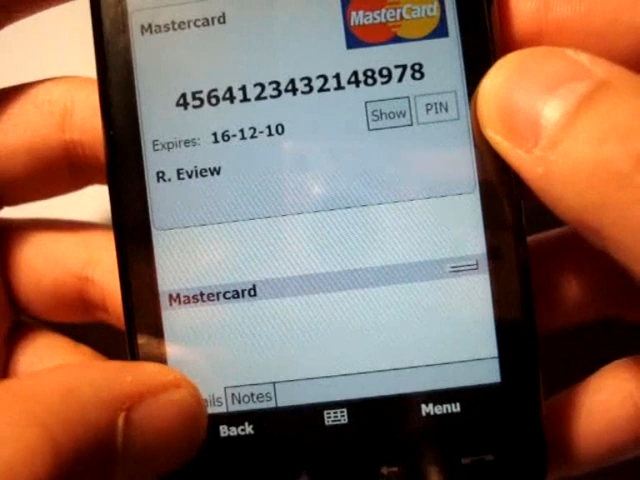 Mastercard
MasterCard
4564123432148978
Expires: 16-12-10
Show
PIN
R. Eview
Mastercard
Notes
Back
Menu